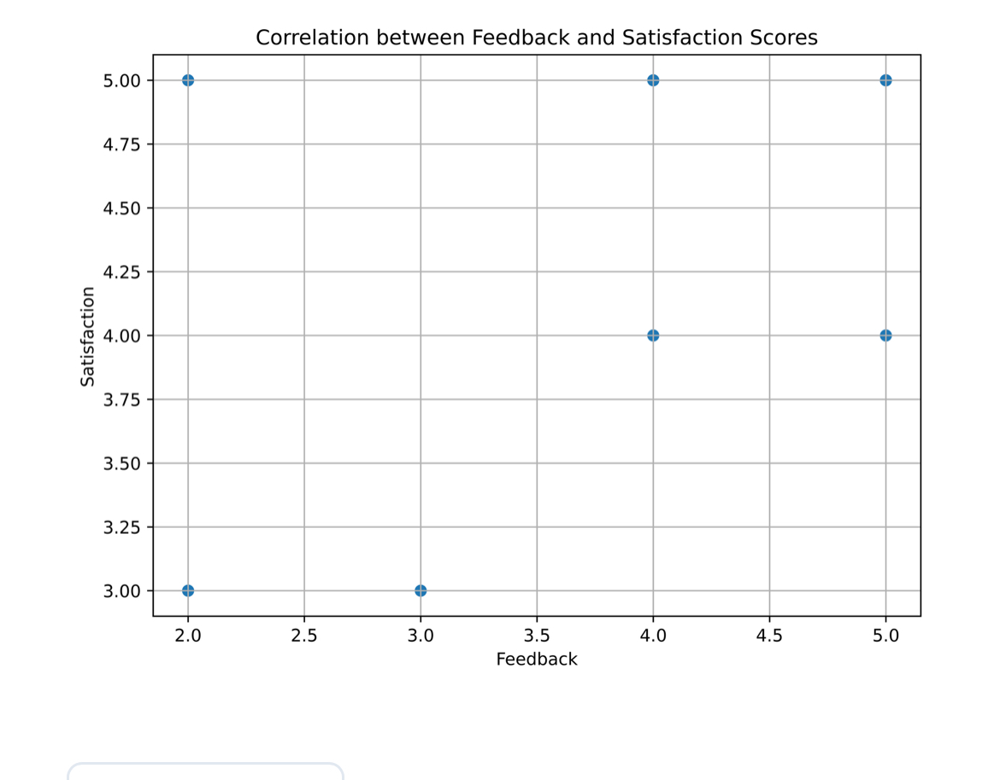 Correlation between Feedback and Satisfaction Scores
5.00
4.75
4.50
4.25
4.00
3.75
3.50
3.25
3.00
Satisfaction
2.0 2.5 3.0 3.5 4.0 4.5 5.0
Feedback